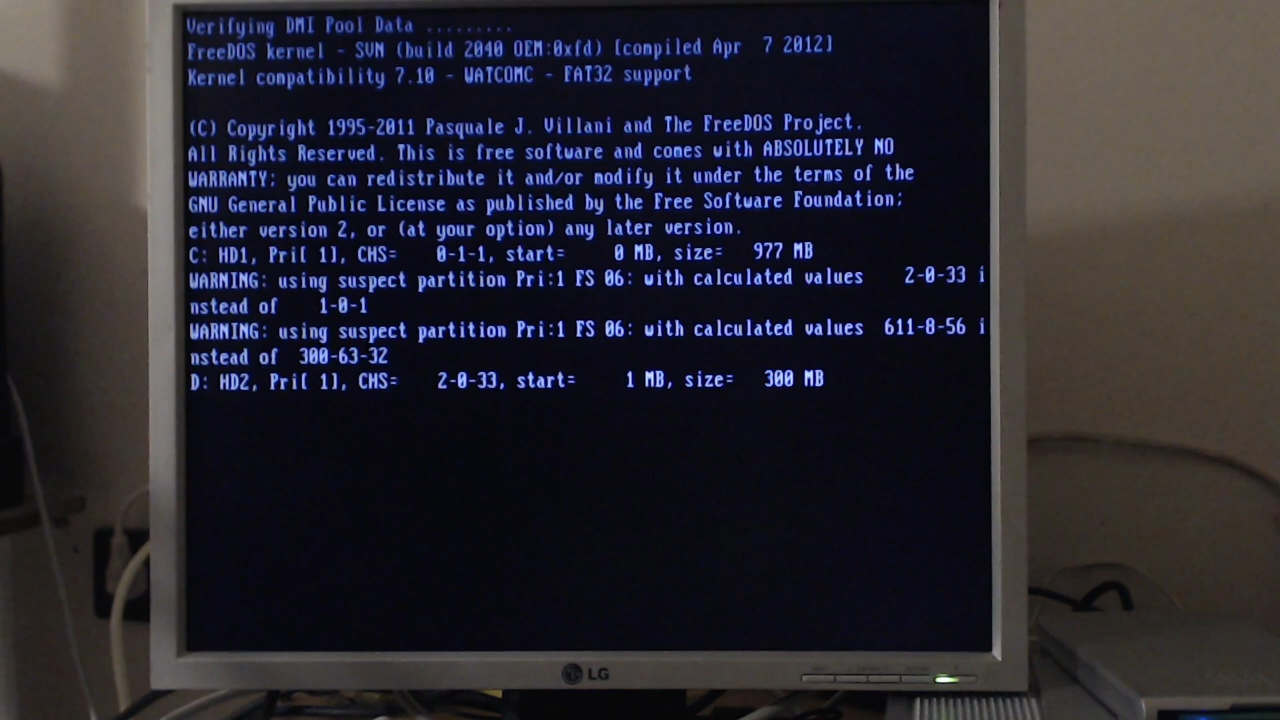 Verifying DMI Pool Data .........
FreeDOS kernel - SVN (build 2040 OEM:0xfd) [compiled Apr  7 2012]
Kernel compatibility 7.10 - WATCOMC - FAT32 support
(C) Copyright 1995-2011 Pasquale J. Villani and The FreeDOS Project.
All Rights Reserved. This is free software and comes with ABSOLUTELY NO
WARRANTY; you can redistribute it and/or modify it under the terms of the
GNU General Public License as published by the Free Software Foundation;
either version 2, or (at your option) any later version.
C: HD1, Pri[ 1], CHS=    0-1-1, start=     0 MB, size=   977 MB
WARNING: using suspect partition Pri:1 FS 06: with calculated values    2-0-33 i
nstead of    1-0-1
WARNING: using suspect partition Pri:1 FS 06: with calculated values  611-8-56 i
nstead of  300-63-32
D: HD2, Pri[ 1], CHS=    2-0-33, start=     1 MB, size=   300 MB
LG